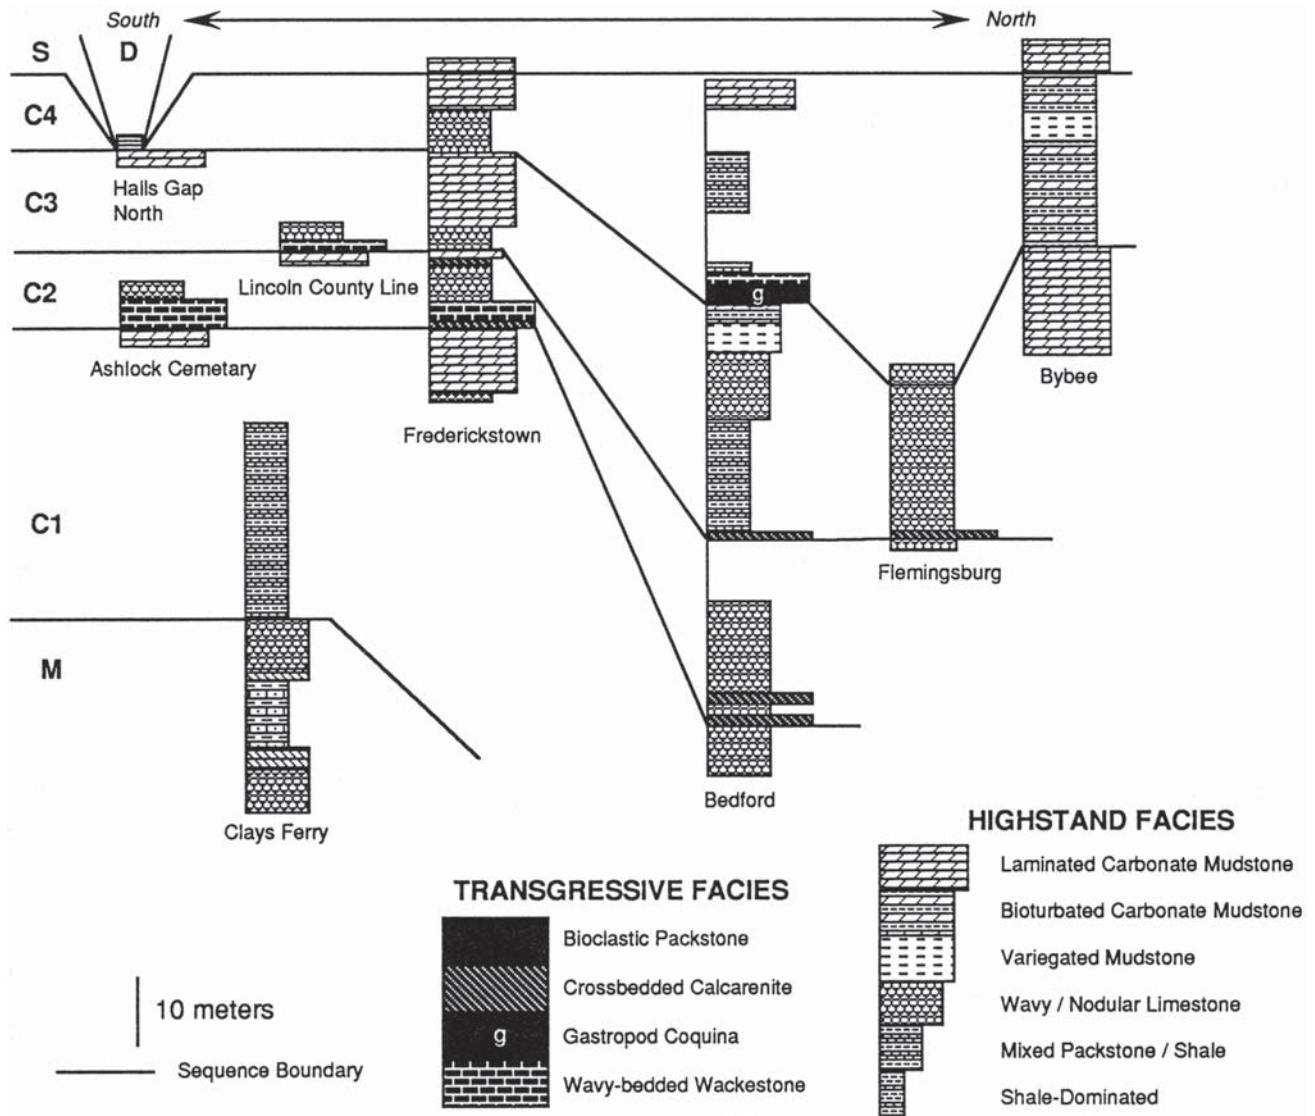 South
North
S
D
C4
Halls Gap
North
C3
Lincoln County Line
C2
Ashlock Cemetary
Fredericktown
g
Bybee
C1
Flemingsburg
M
Bedford
Clays Ferry
HIGHSTAND FACIES
Laminated Carbonate Mudstone
Bioturbated Carbonate Mudstone
Variegated Mudstone
Wavy / Nodular Limestone
Mixed Packstone / Shale
Shale-Dominated
TRANSGRESSIVE FACIES
Bioclastic Packstone
Crossbedded Calcarenite
g
Gastropod Coquina
Wavy-bedded Wackestone
10 meters
Sequence Boundary